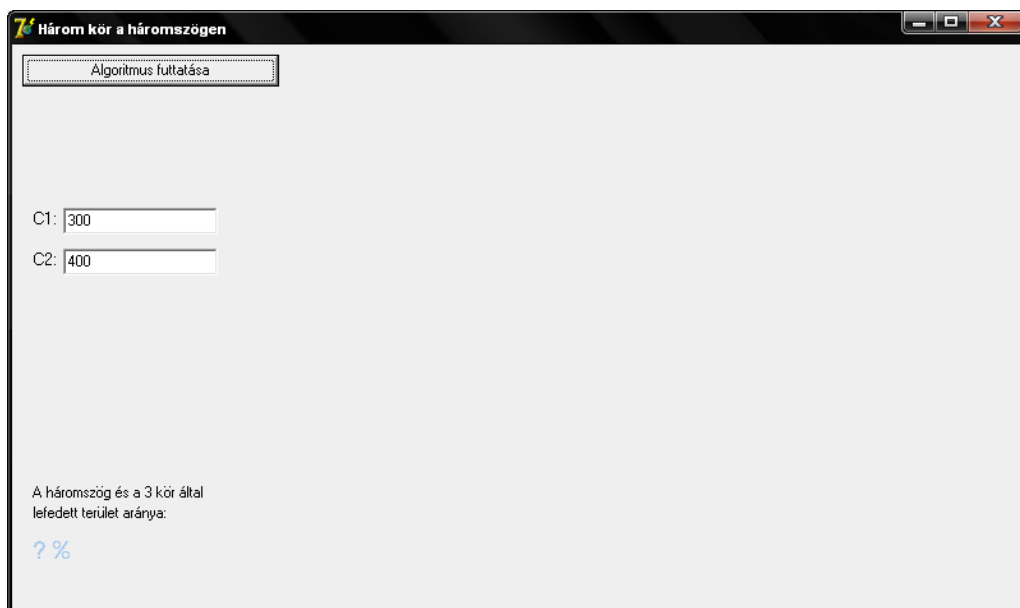 Három kör a háromszögen
Algoritmus futtatása
C1: 300
C2: 400
A háromszög és a 3 kör által
lefedett terület aránya:
? %